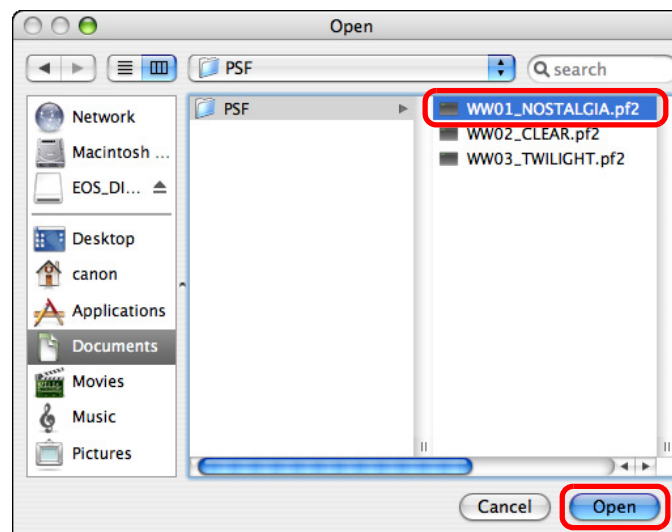 Open
PSF
search
Network
Macintosh ...
EOS_DI...
Desktop
canon
Applications
Documents
Movies
Music
Pictures
PSF
WW01_NOSTALGIA.pf2
WW02_CLEAR.pf2
WW03_TWILIGHT.pf2
Cancel
Open